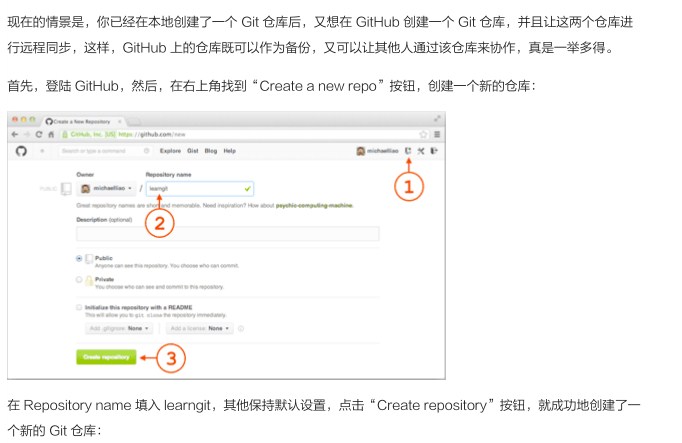 现在的情景是，你已经在本地创建了一个 Git 仓库后，又想在 GitHub 创建一个 Git 仓库，并且让这两个仓库进
行远程同步，这样，GitHub 上的仓库既可以作为备份，又可以让其他人通过该仓库来协作，真是一举多得。
首先，登陆 GitHub，然后，在右上角找到“Create a new repo”按钮，创建一个新的仓库：
Create a New Repository
GitHub, Inc. [US] https://github.com/new
Search or type a command Explore Gist Blog Help michaelliao
1
Owner Repository name
PUBLIC michaelliao / learngit
2
Great repository names are short and memorable. Need inspiration? How about psychic-computing-machine.
Description (optional)
Public
Anyone can see this repository. You choose who can commit.
Private
You choose who can see and commit to this repository.
Initialize this repository with a README
This will allow you to git clone the repository immediately.
Add .gitignore: None Add a license: None
Create repository
3
在 Repository name 填入 learngit，其他保持默认设置，点击“Create repository”按钮，就成功地创建了一
个新的 Git 仓库：